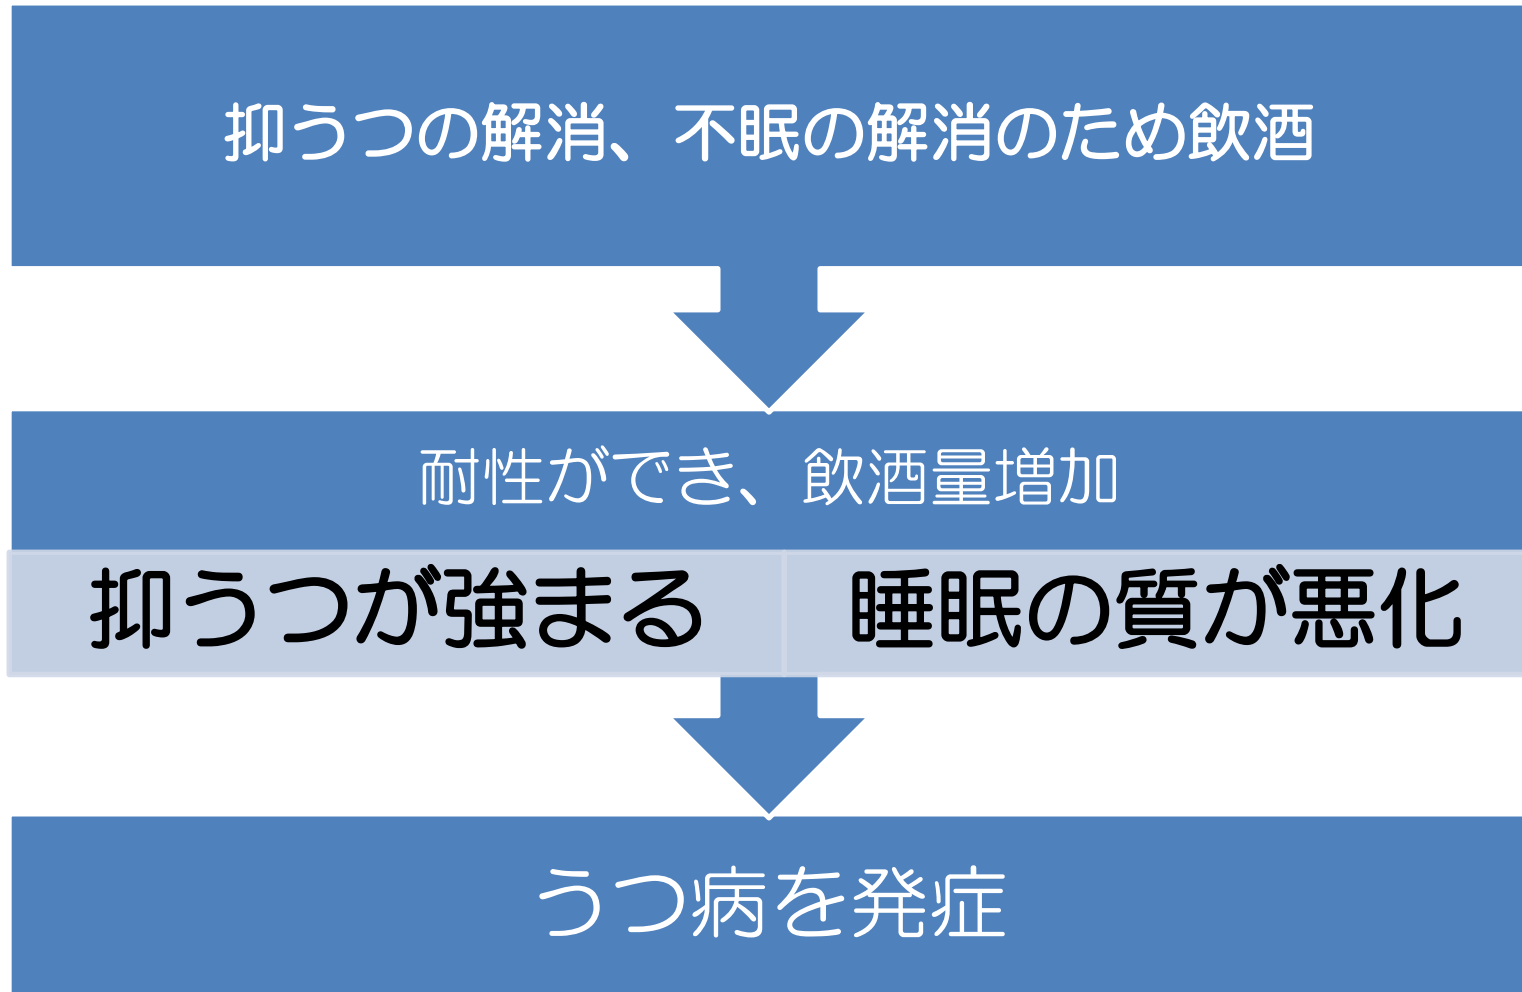 抑うつの解消、不眠の解消のため飲酒
耐性ができ、飲酒量増加
抑うつが強まる
睡眠の質が悪化
うつ病を発症